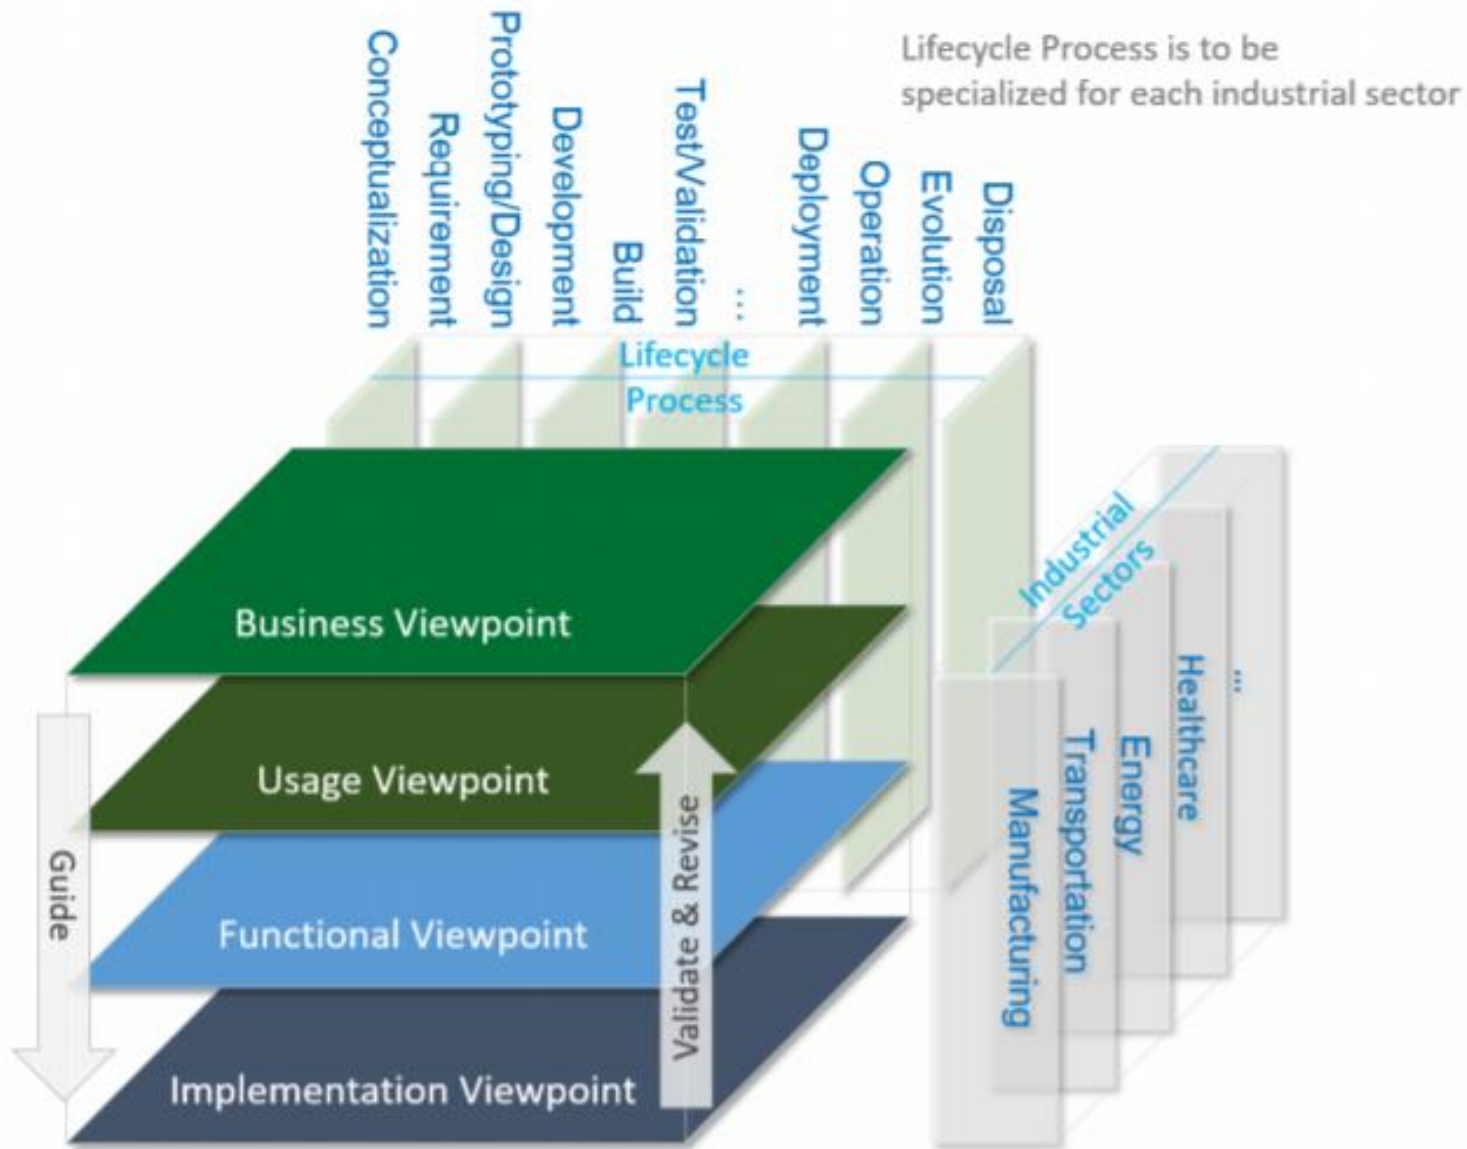 Lifecycle Process is to be
specialized for each industrial sector
Conceptualization
Requirement
Prototyping/Design
Development
Build
Test/Validation
...
Deployment
Operation
Evolution
Disposal
Lifecycle
Process
Business Viewpoint
Usage Viewpoint
Functional Viewpoint
Implementation Viewpoint
Guide
Validate & Revise
Industrial
Sectors
Manufacturing
Transportation
Energy
Healthcare
...